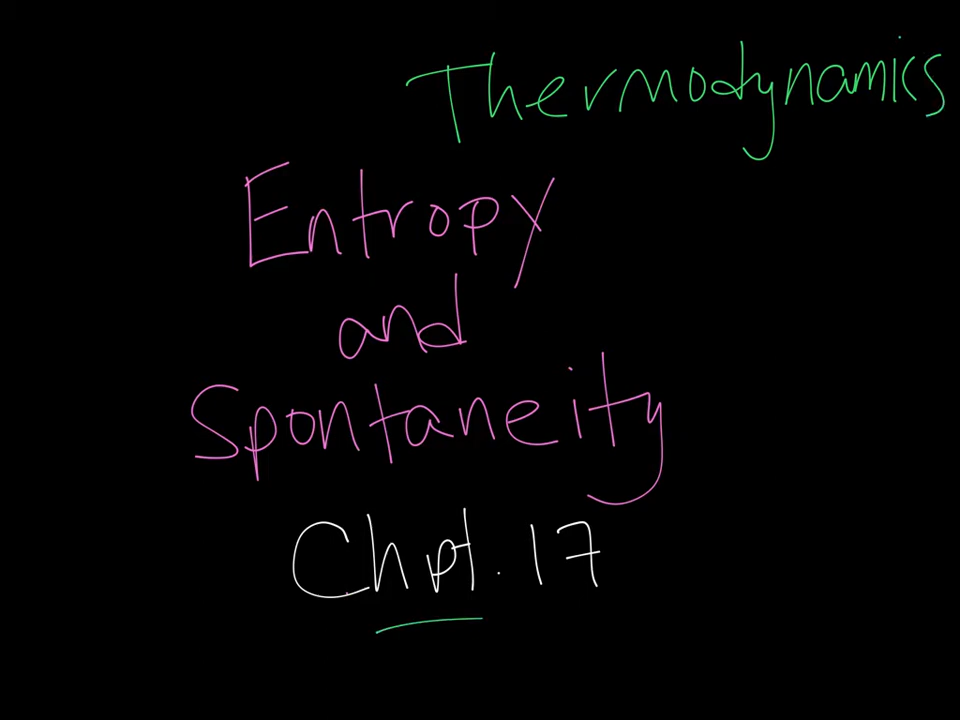 Thermodynamics
Entropy
and
Spontaneity
Chpt. 17